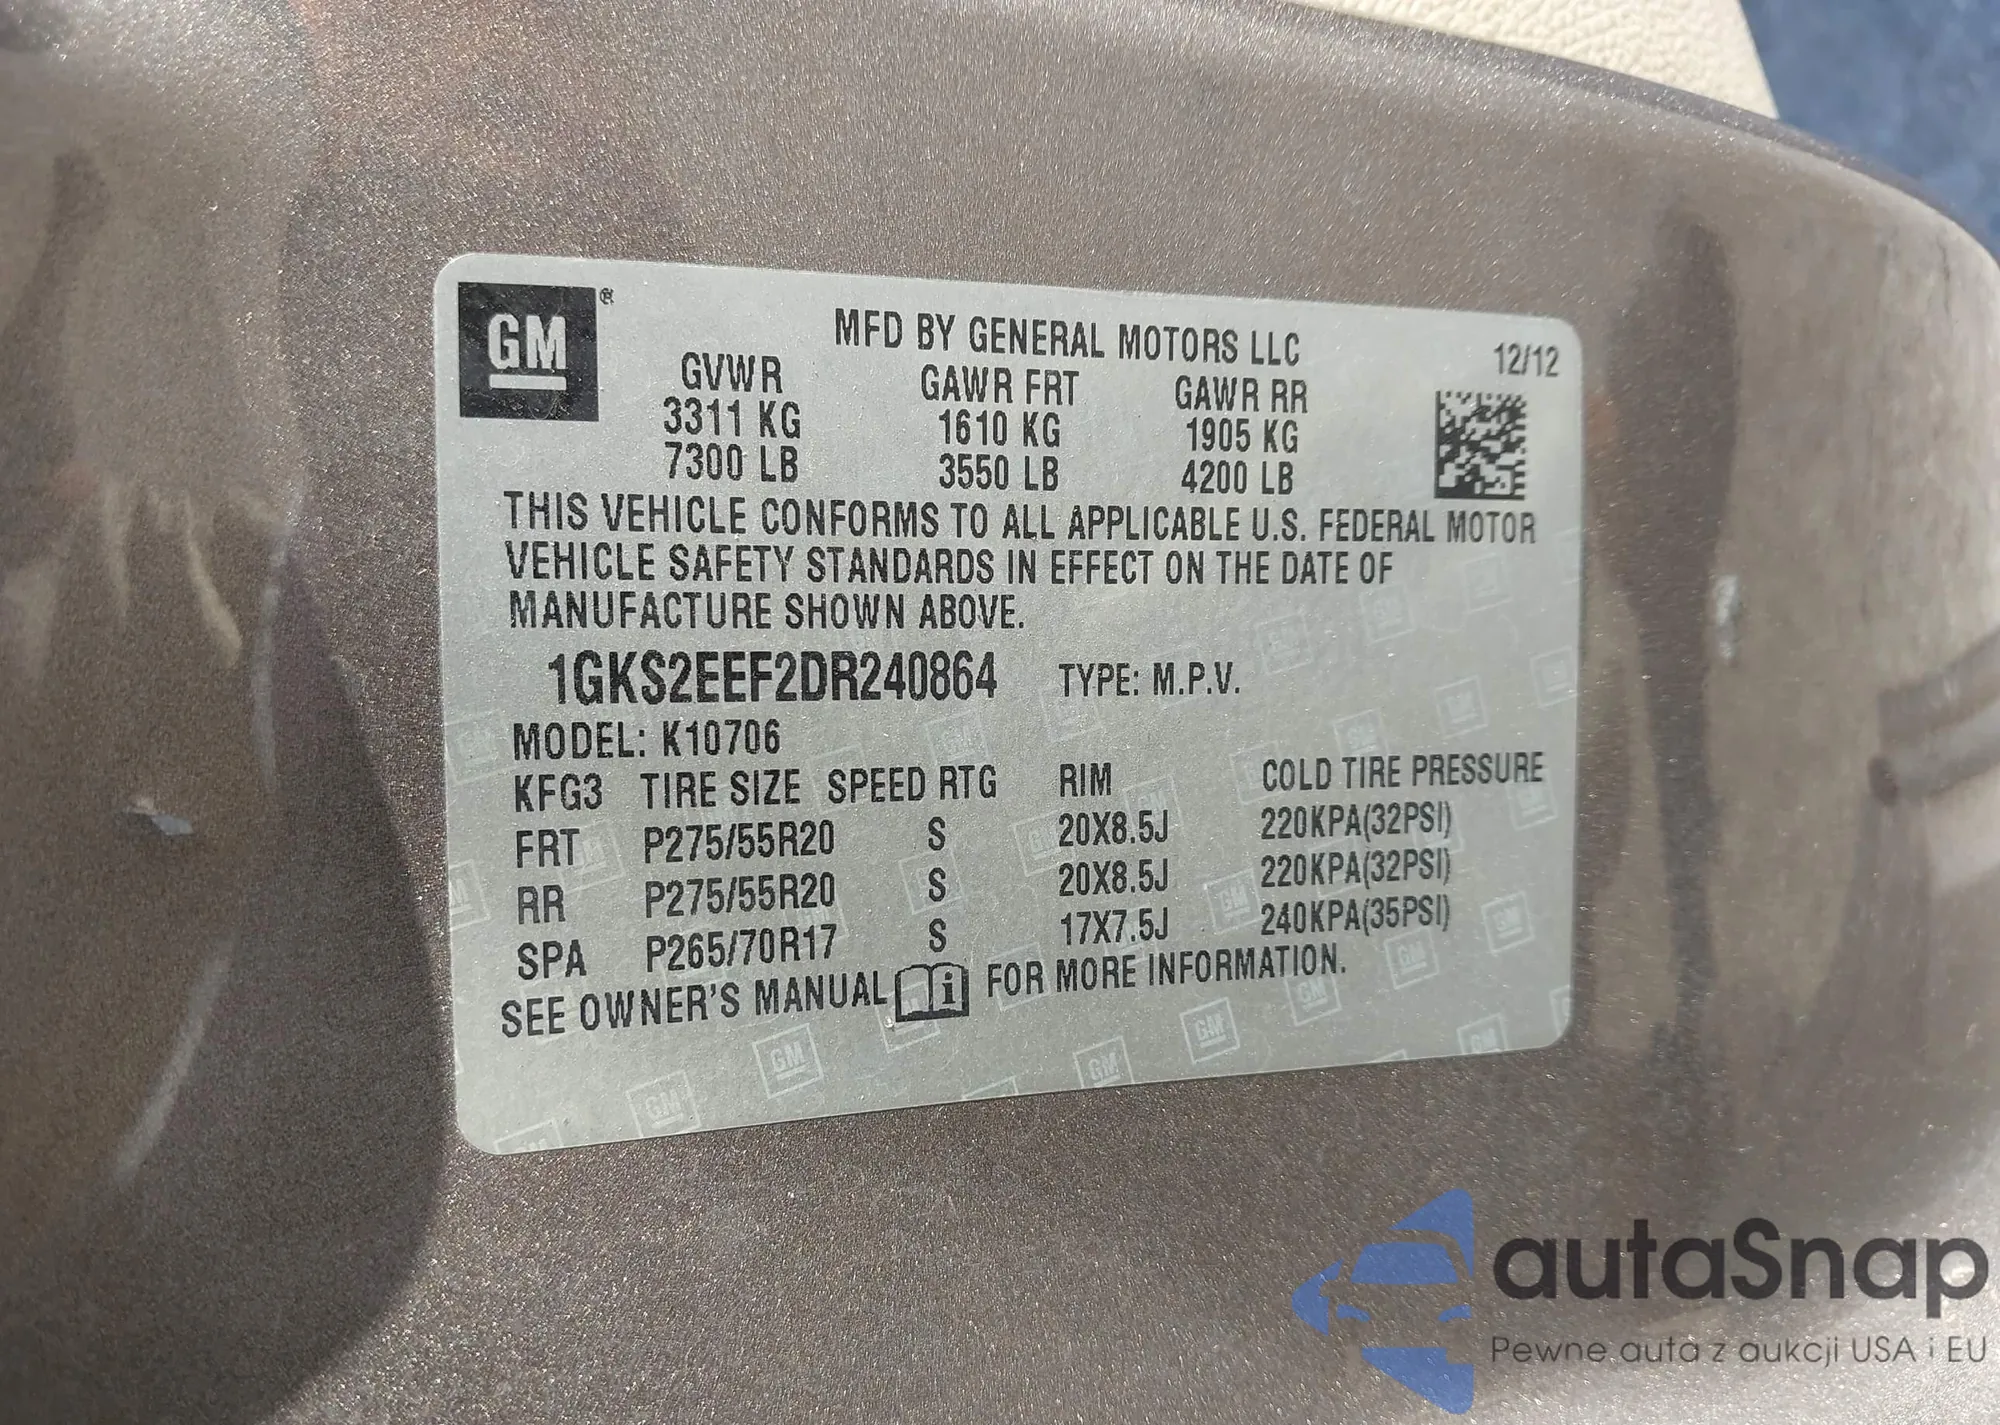 GM®
MFD BY GENERAL MOTORS LLC
12/12
GVWR GAWR FRT GAWR RR
3311 KG 1610 KG 1905 KG
7300 LB 3550 LB 4200 LB
THIS VEHICLE CONFORMS TO ALL APPLICABLE U.S. FEDERAL MOTOR
VEHICLE SAFETY STANDARDS IN EFFECT ON THE DATE OF
MANUFACTURE SHOWN ABOVE.
1GKS2EEF2DR240864 TYPE: M.P.V.
MODEL: K10706
KFG3 TIRE SIZE SPEED RTG RIM COLD TIRE PRESSURE
FRT P275/55R20 S 20X8.5J 220KPA(32PSI)
RR P275/55R20 S 20X8.5J 220KPA(32PSI)
SPA P265/70R17 S 17X7.5J 240KPA(35PSI)
SEE OWNER'S MANUAL i FOR MORE INFORMATION.
autaSnap
Pewne auta z aukcji USA i EU